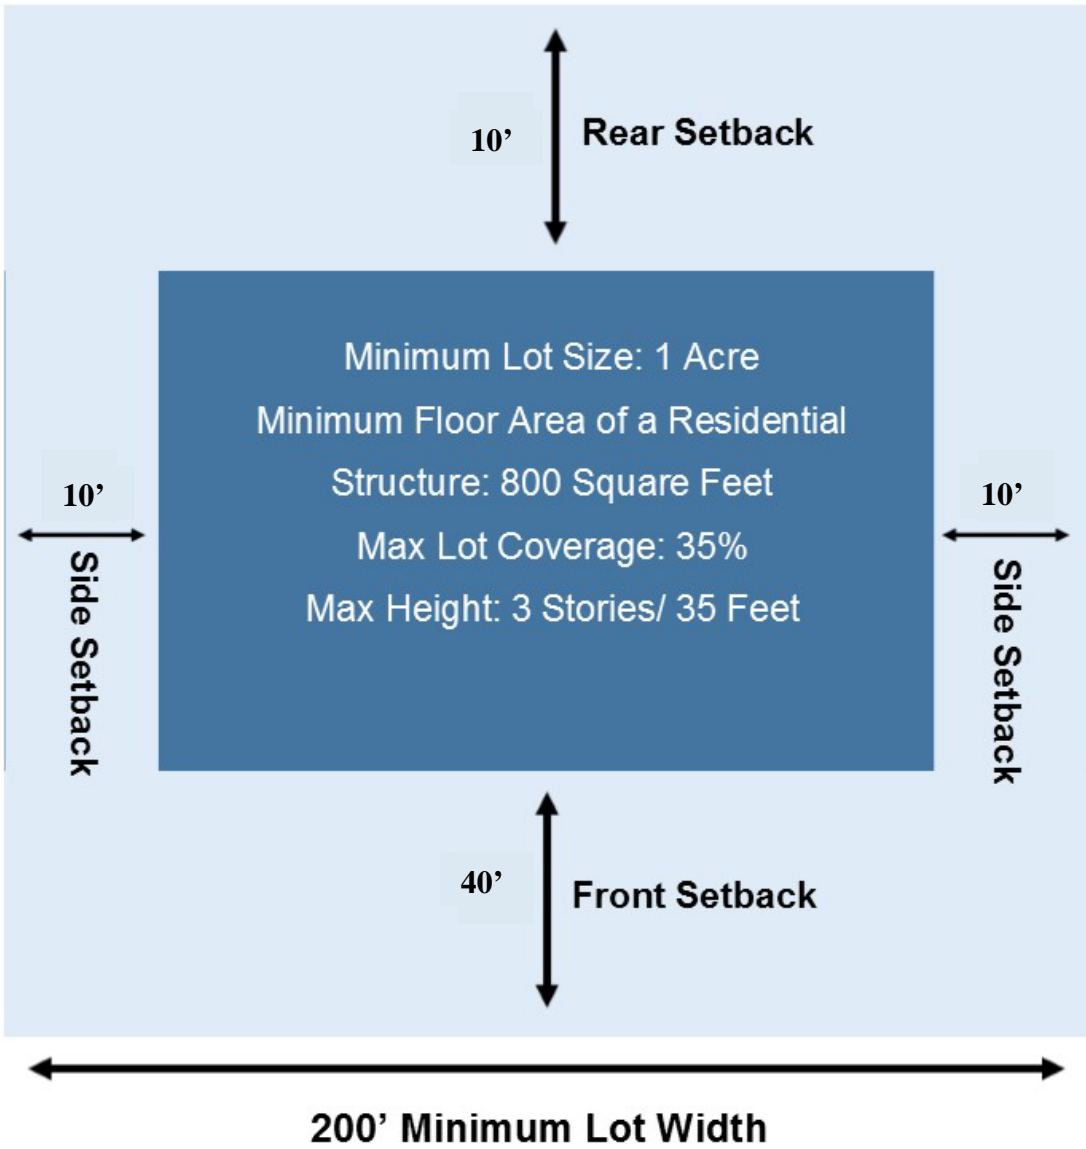 10’
Rear Setback
Minimum Lot Size: 1 Acre
Minimum Floor Area of a Residential
Structure: 800 Square Feet
Max Lot Coverage: 35%
Max Height: 3 Stories/ 35 Feet
10’
Side Setback
10’
Side Setback
40’
Front Setback
200’ Minimum Lot Width